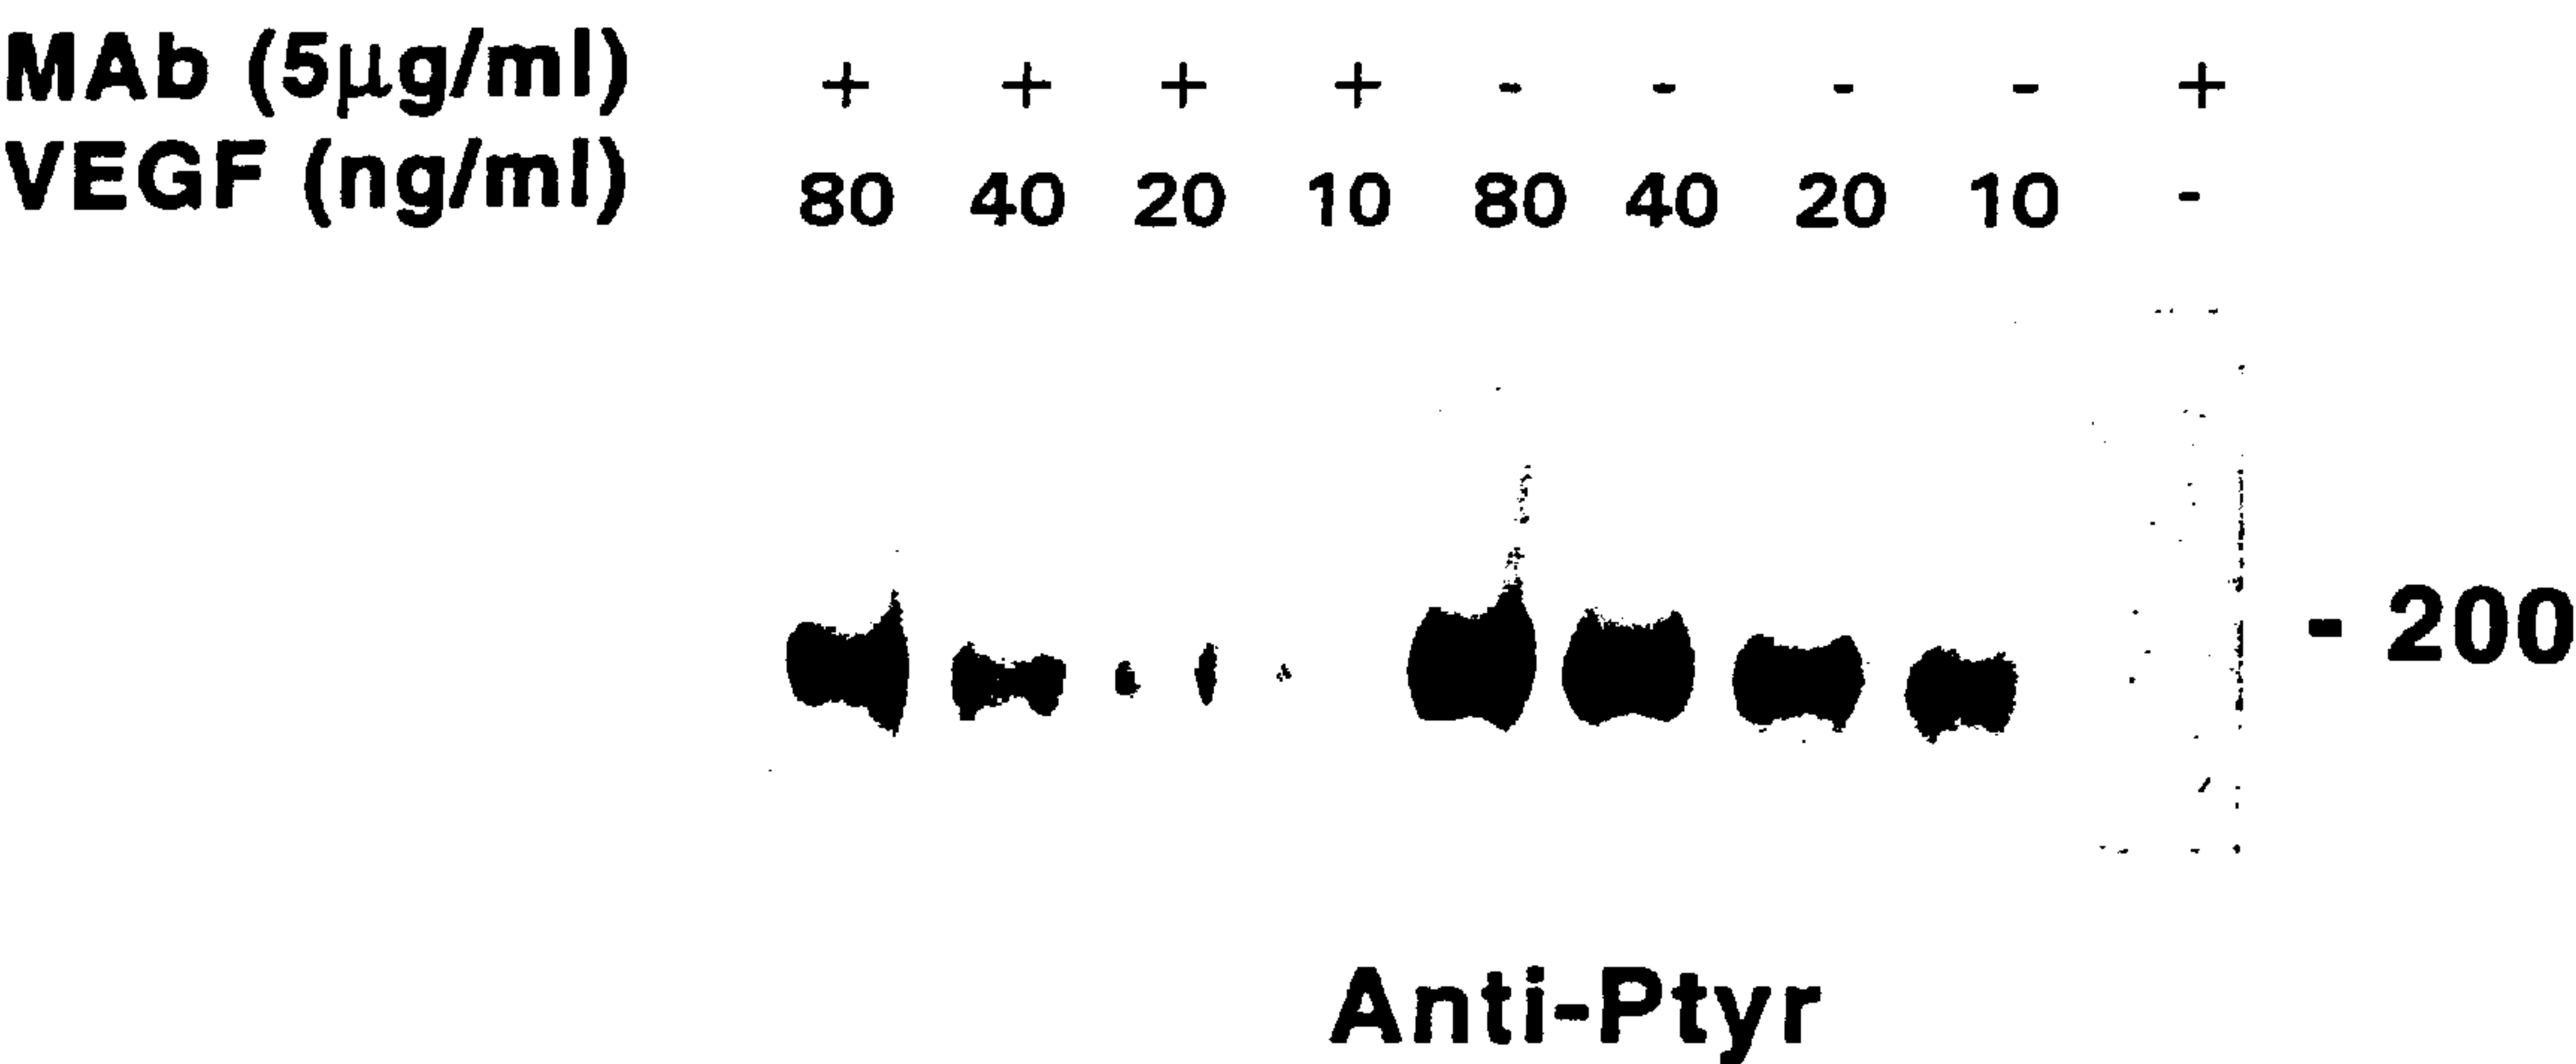 MAb (5μg/ml) + + + + - - - - +
VEGF (ng/ml) 80 40 20 10 80 40 20 10 -
- 200
Anti-Ptyr